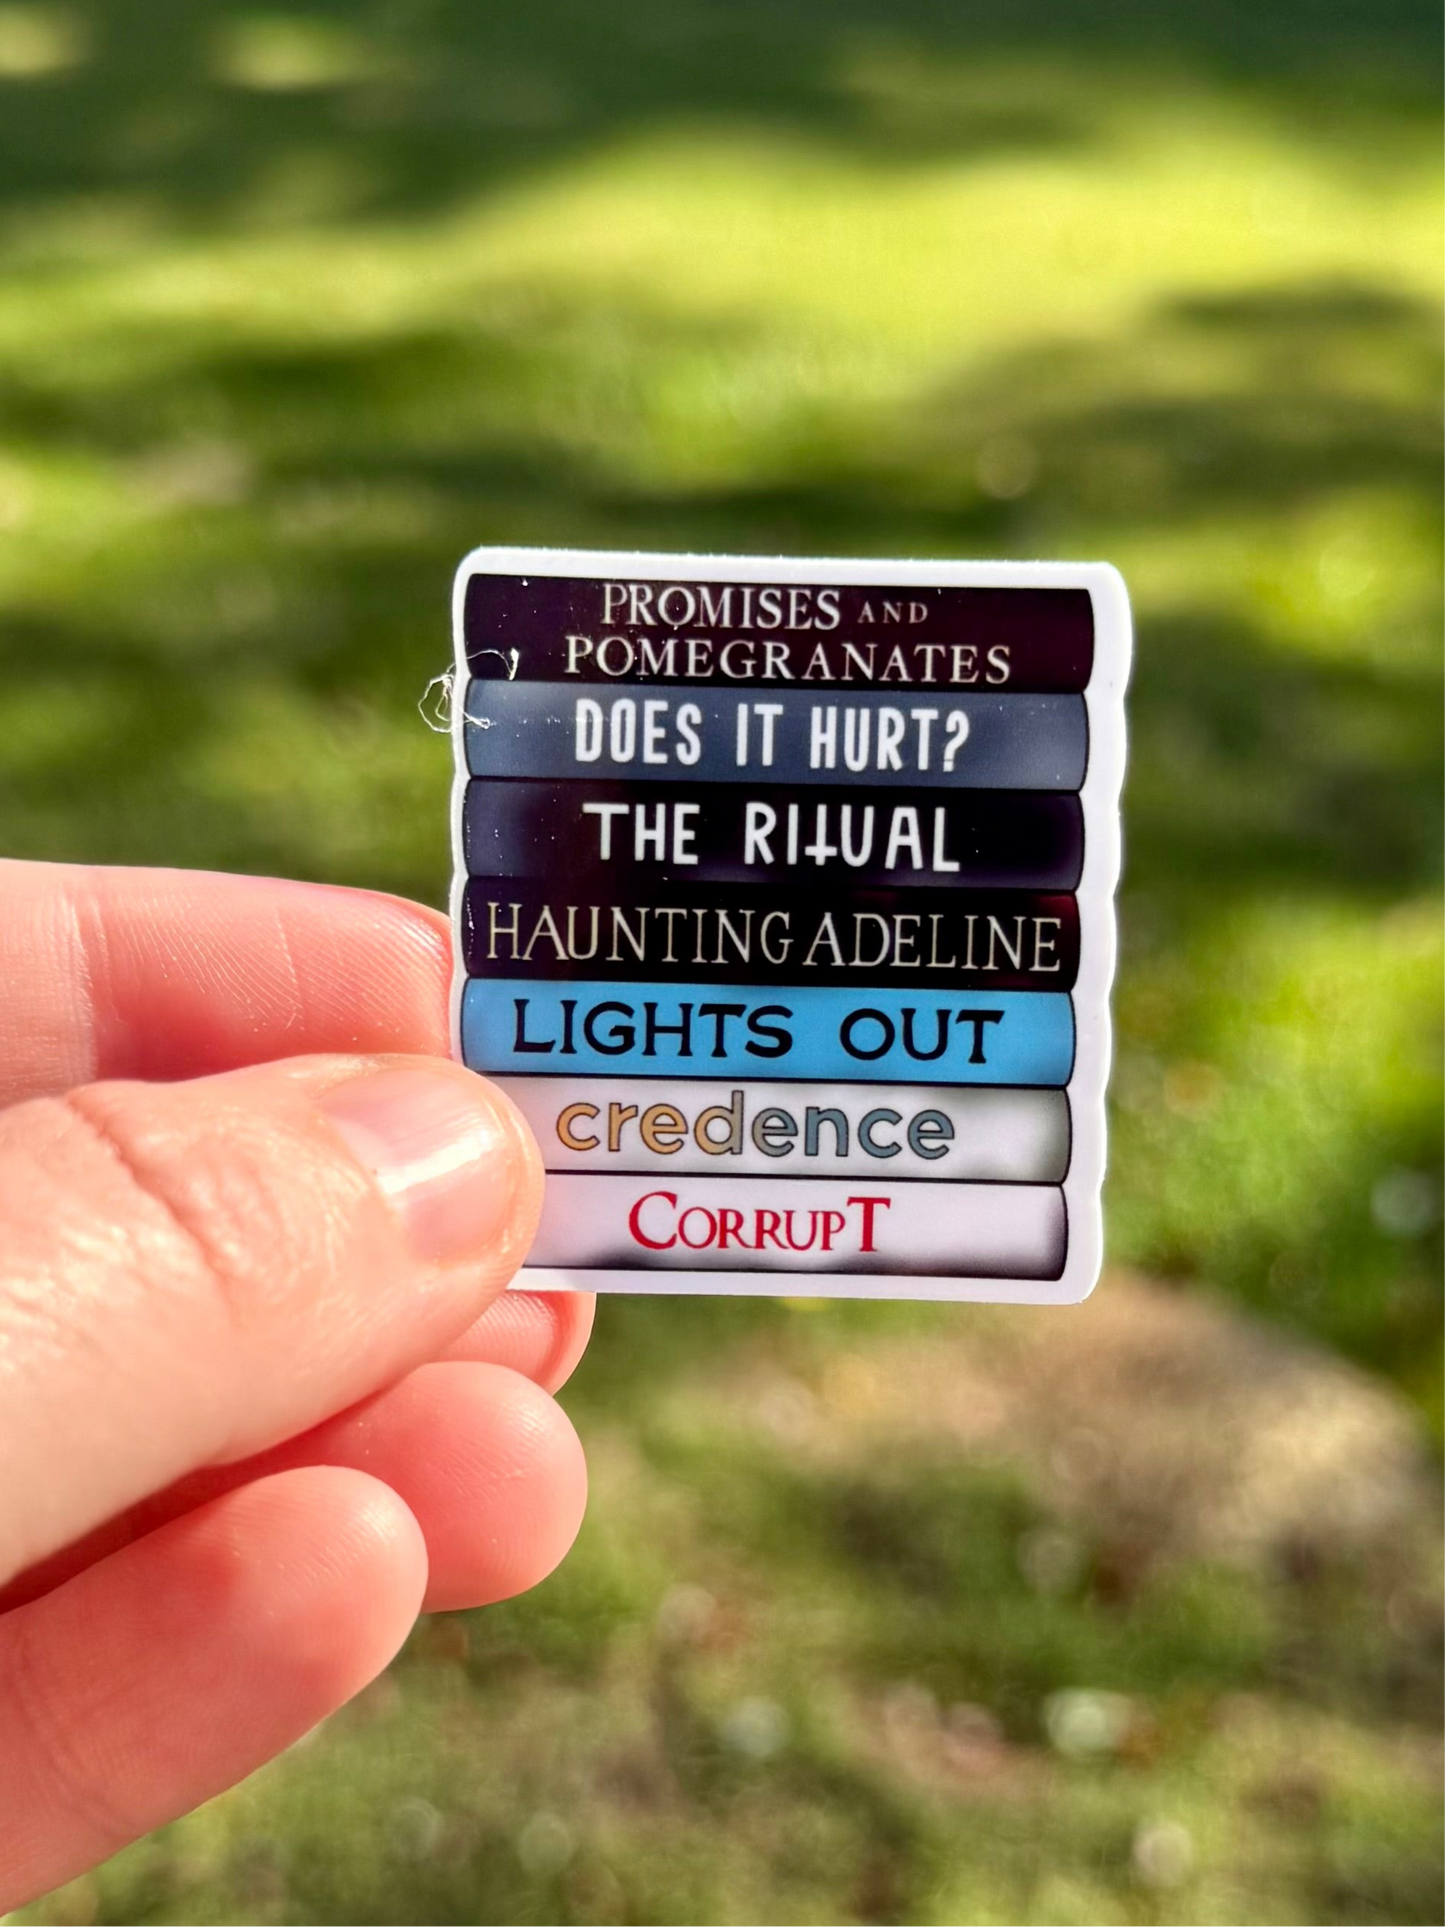 PROMISES AND
POMEGRANATES
DOES IT HURT?
THE RITUAL
HAUNTING ADELINE
LIGHTS OUT
credence
CORRUPT